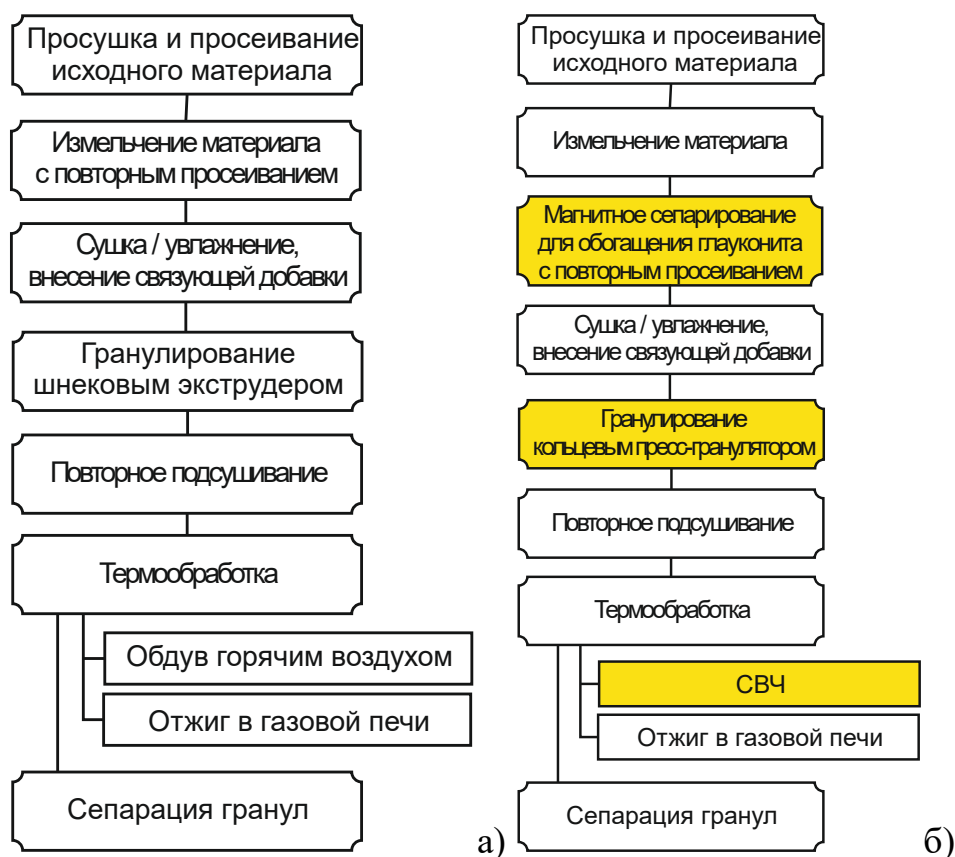 Просушка и просеивание
исходного материала
Измельчение материала
с повторным просеиванием
Сушка / увлажнение,
внесение связующей добавки
Гранулирование
шнековым экструдером
Повторное подсушивание
Термообработка
Обдув горячим воздухом
Отжиг в газовой печи
Сепарация гранул
а)
Просушка и просеивание
исходного материала
Измельчение материала
Магнитное сепарирование
для обогащения глауконита
с повторным просеиванием
Сушка / увлажнение,
внесение связующей добавки
Гранулирование
кольцевым пресс-гранулятором
Повторное подсушивание
Термообработка
СВЧ
Отжиг в газовой печи
Сепарация гранул
б)